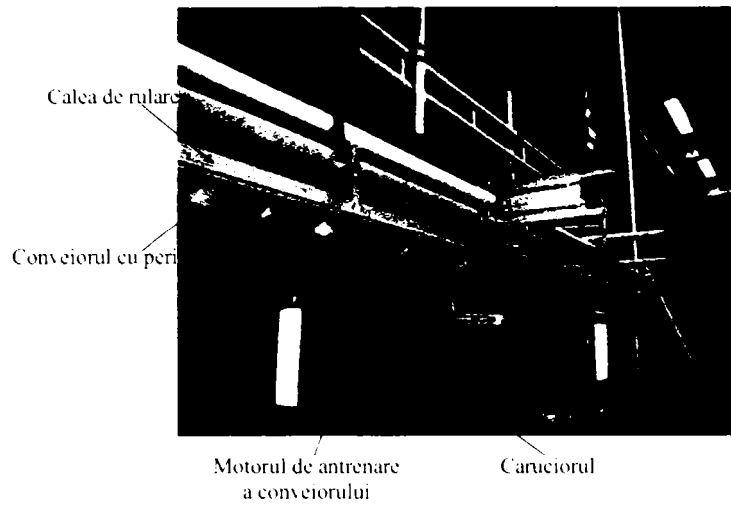 Calea de rulare
Conveiorul cu peri
Motorul de antrenare
a conveiorului
Caruciorul